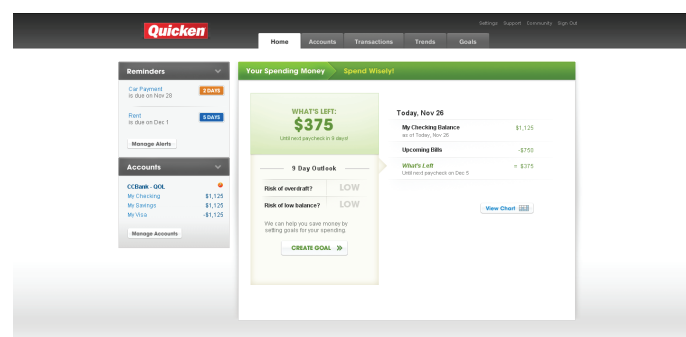 Settings Support Community Sign Out
Quicken
Home Accounts Transactions Trends Goals
Reminders
Car Payment
is due on Nov 28
2 DAYS
Rent
is due on Dec 1
5 DAYS
Manage Alerts
Accounts
CCBank - QOL
My Checking $1,125
My Savings $1,125
My Visa -$1,125
Manage Accounts
Your Spending Money Spend Wisely!
WHAT'S LEFT:
$375
Until next paycheck in 9 days!
9 Day Outlook
Risk of overdraft? LOW
Risk of low balance? LOW
We can help you save money by
setting goals for your spending.
CREATE GOAL »
Today, Nov 26
My Checking Balance $1,125
as of Today, Nov 26
Upcoming Bills -$750
What's Left = $375
Until next paycheck on Dec 5
View Chart